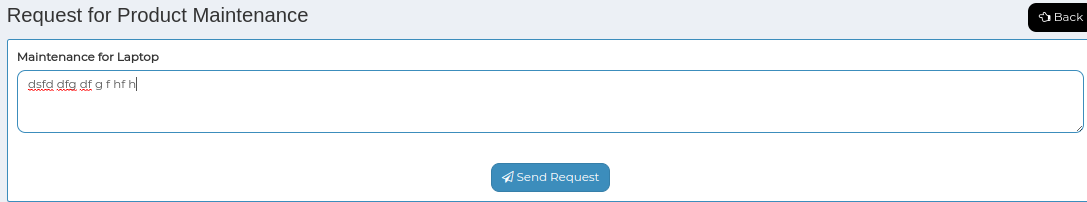 Request for Product Maintenance
Back
Maintenance for Laptop
dsfd dfg df g f hf h
Send Request